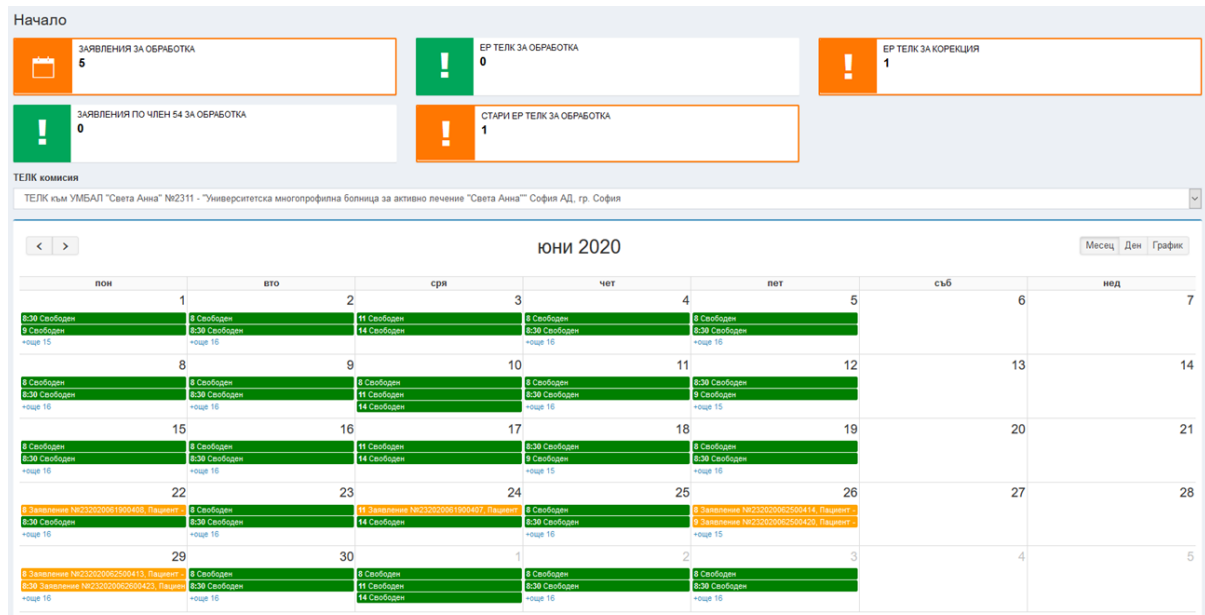 Начало
ЗАЯВЛЕНИЯ ЗА ОБРАБОТКА
5
ЕР ТЕЛК ЗА ОБРАБОТКА
0
ЕР ТЕЛК ЗА КОРЕКЦИЯ
1
ЗАЯВЛЕНИЯ ПО ЧЛЕН 54 ЗА ОБРАБОТКА
0
СТАРИ ЕР ТЕЛК ЗА ОБРАБОТКА
1
ТЕЛК комисия
ТЕЛК към УМБАЛ "Света Анна" №2311 - "Университетска многопрофилна болница за активно лечение "Света Анна"" София АД, гр. София
юни 2020
Месец Ден График
пон вто сря чет пет съб нед
1 2 3 4 5 6 7
8:30 Свободен 8 Свободен 11 Свободен 8 Свободен 8 Свободен
9 Свободен 8:30 Свободен 14 Свободен 8:30 Свободен 8:30 Свободен
+още 15 +още 16 +още 16 +още 16
8 9 10 11 12 13 14
8 Свободен 8 Свободен 8 Свободен 8 Свободен 8:30 Свободен
8:30 Свободен 8:30 Свободен 11 Свободен 8:30 Свободен 9 Свободен
+още 16 +още 16 14 Свободен +още 16 +още 15
15 16 17 18 19 20 21
8 Свободен 8 Свободен 11 Свободен 8:30 Свободен 8 Свободен
8:30 Свободен 8:30 Свободен 14 Свободен 9 Свободен 8:30 Свободен
+още 16 +още 16 +още 15 +още 16
22 23 24 25 26 27 28
8 Заявление №232020061900408, Пациент - 8 Свободен 11 Заявление №232020061900407, Пациент 8 Свободен 8 Заявление №232020062500414, Пациент -
8:30 Свободен 8:30 Свободен 14 Свободен 8:30 Свободен 9 Заявление №232020062500420, Пациент -
+още 16 +още 16 +още 16 +още 15
29 30 1 2 3 4 5
8 Заявление №232020062500413, Пациент - 8 Свободен 8 Свободен 8 Свободен 8 Свободен
8:30 Заявление №232020062600423, Пациен 8:30 Свободен 11 Свободен 8:30 Свободен 8:30 Свободен
+още 16 +още 16 14 Свободен +още 16 +още 16